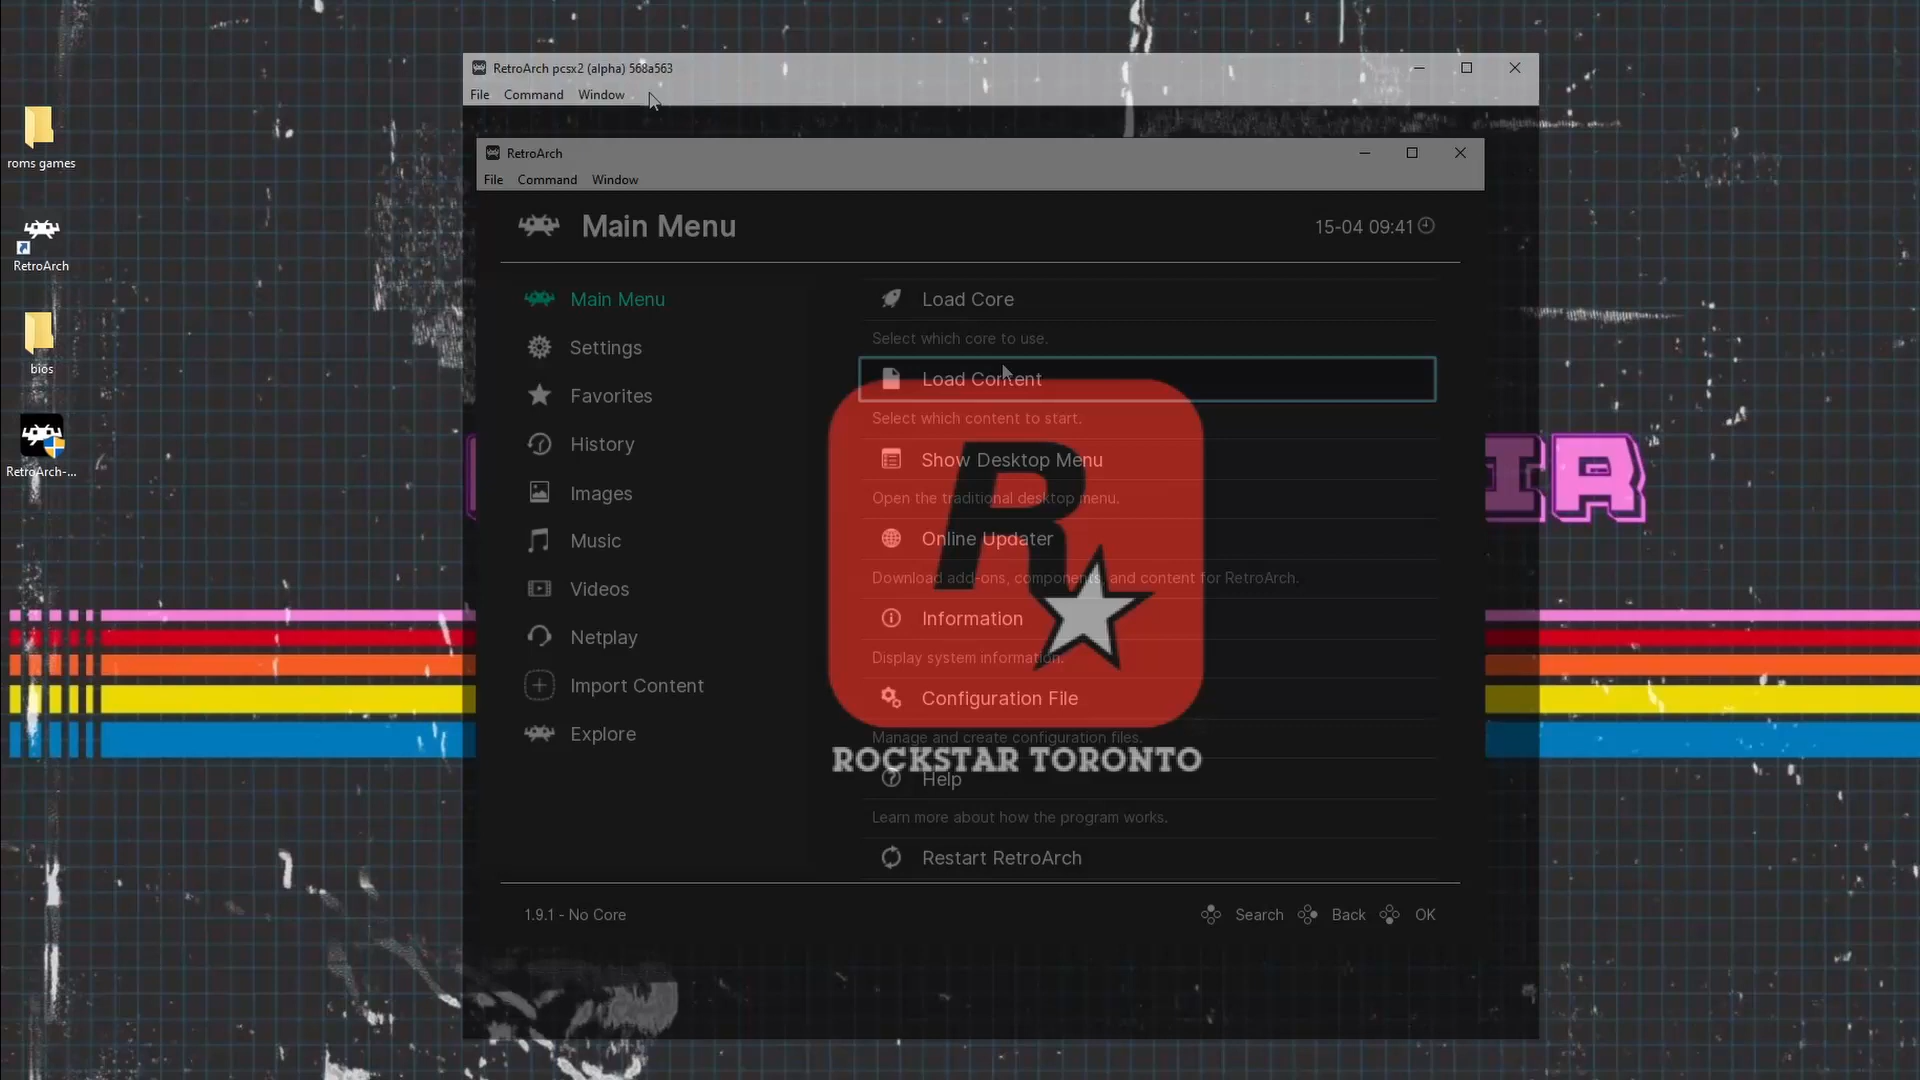 RetroArch pcsx2 (alpha) 568a563
File Command Window
RetroArch
File Command Window
Main Menu
15-04 09:41
Main Menu
Settings
Favorites
History
Images
Music
Videos
Netplay
Import Content
Explore
Load Core
Select which core to use.
Load Content
Select which content to start.
Show Desktop Menu
Open the traditional desktop menu.
Online Updater
Download add-ons, components, and content for RetroArch.
Information
Display system information.
Configuration File
Manage and create configuration files.
Help
Learn more about how the program works.
Restart RetroArch
1.9.1 - No Core
Search Back OK
R
ROCKSTAR TORONTO
roms games
RetroArch
bios
RetroArch-...
IR